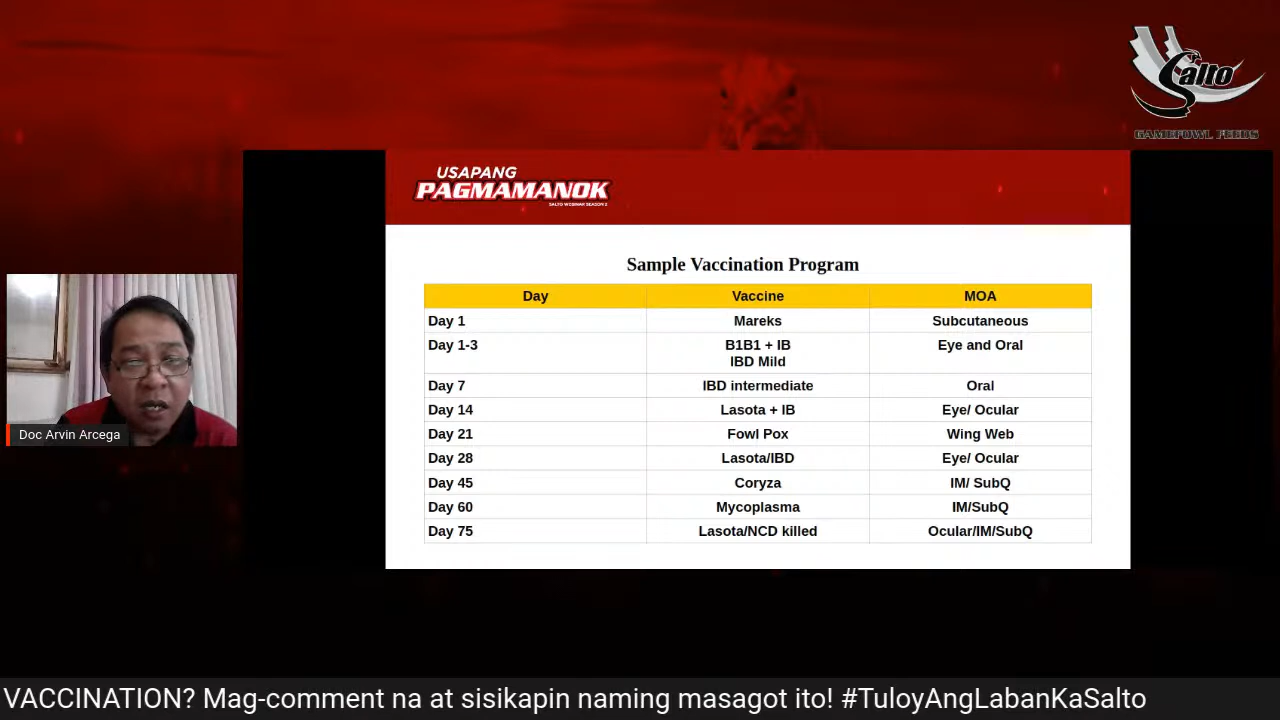 Salto
GAMEFOWL FEEDS
USAPANG
PAGMAMANOK
SALTO WEBINAR SEASON 2
Sample Vaccination Program
Day Vaccine MOA
Day 1 Mareks Subcutaneous
Day 1-3 B1B1 + IB Eye and Oral
IBD Mild
Day 7 IBD intermediate Oral
Day 14 Lasota + IB Eye/ Ocular
Day 21 Fowl Pox Wing Web
Day 28 Lasota/IBD Eye/ Ocular
Day 45 Coryza IM/ SubQ
Day 60 Mycoplasma IM/SubQ
Day 75 Lasota/NCD killed Ocular/IM/SubQ
Doc Arvin Arcega
VACCINATION? Mag-comment na at sisikapin naming masagot ito! #TuloyAngLabanKaSalto